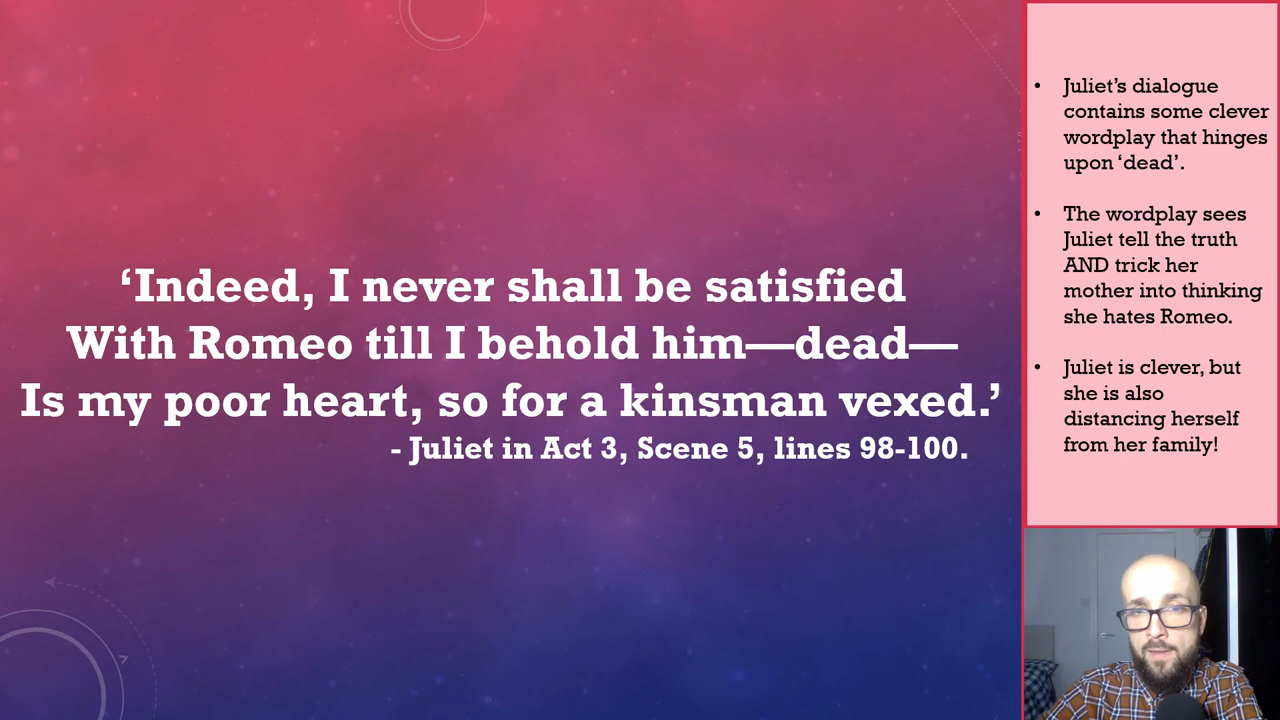 ‘Indeed, I never shall be satisfied
With Romeo till I behold him—dead—
Is my poor heart, so for a kinsman vexed.’
- Juliet in Act 3, Scene 5, lines 98-100.
• Juliet’s dialogue
contains some clever
wordplay that hinges
upon ‘dead’.
• The wordplay sees
Juliet tell the truth
AND trick her
mother into thinking
she hates Romeo.
• Juliet is clever, but
she is also
distancing herself
from her family!